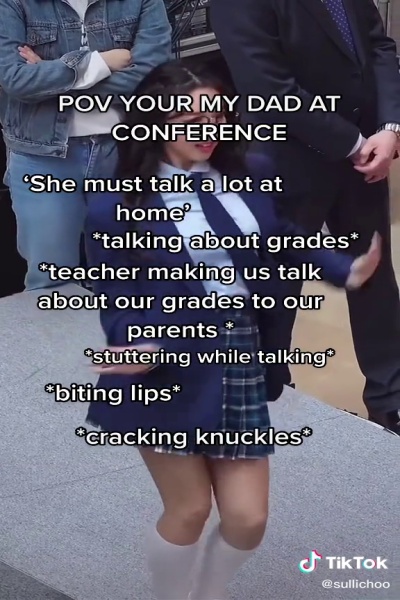 POV YOUR MY DAD AT
CONFERENCE
‘She must talk a lot at
home’
*talking about grades*
*teacher making us talk
about our grades to our
parents *
*stuttering while talking*
*biting lips*
*cracking knuckles*
TikTok
@sullichoo